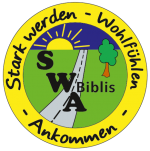 Stark werden - Wohlfühlen
S
W
A Biblis
- Ankommen -